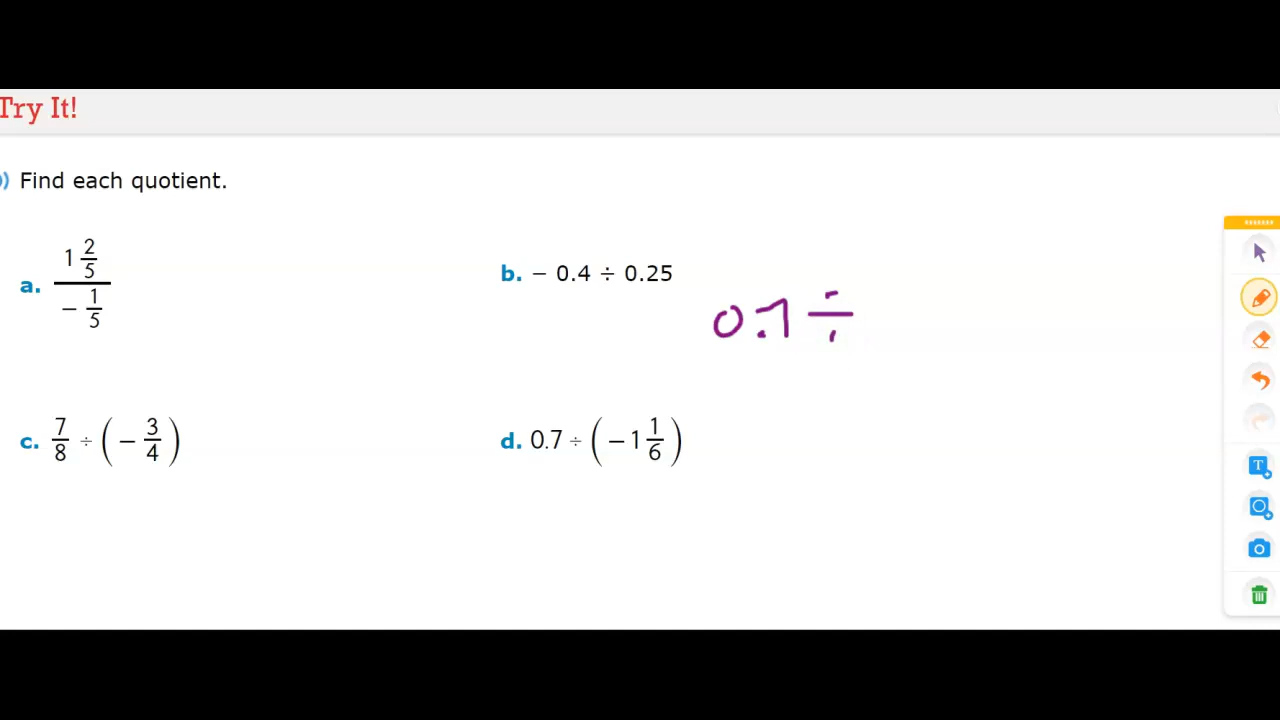 Try It!
) Find each quotient.
a. 1 2/5 / - 1/5
b. − 0.4 ÷ 0.25
0.7 ÷
c. 7/8 ÷ (− 3/4)
d. 0.7 ÷ (−1 1/6)
T